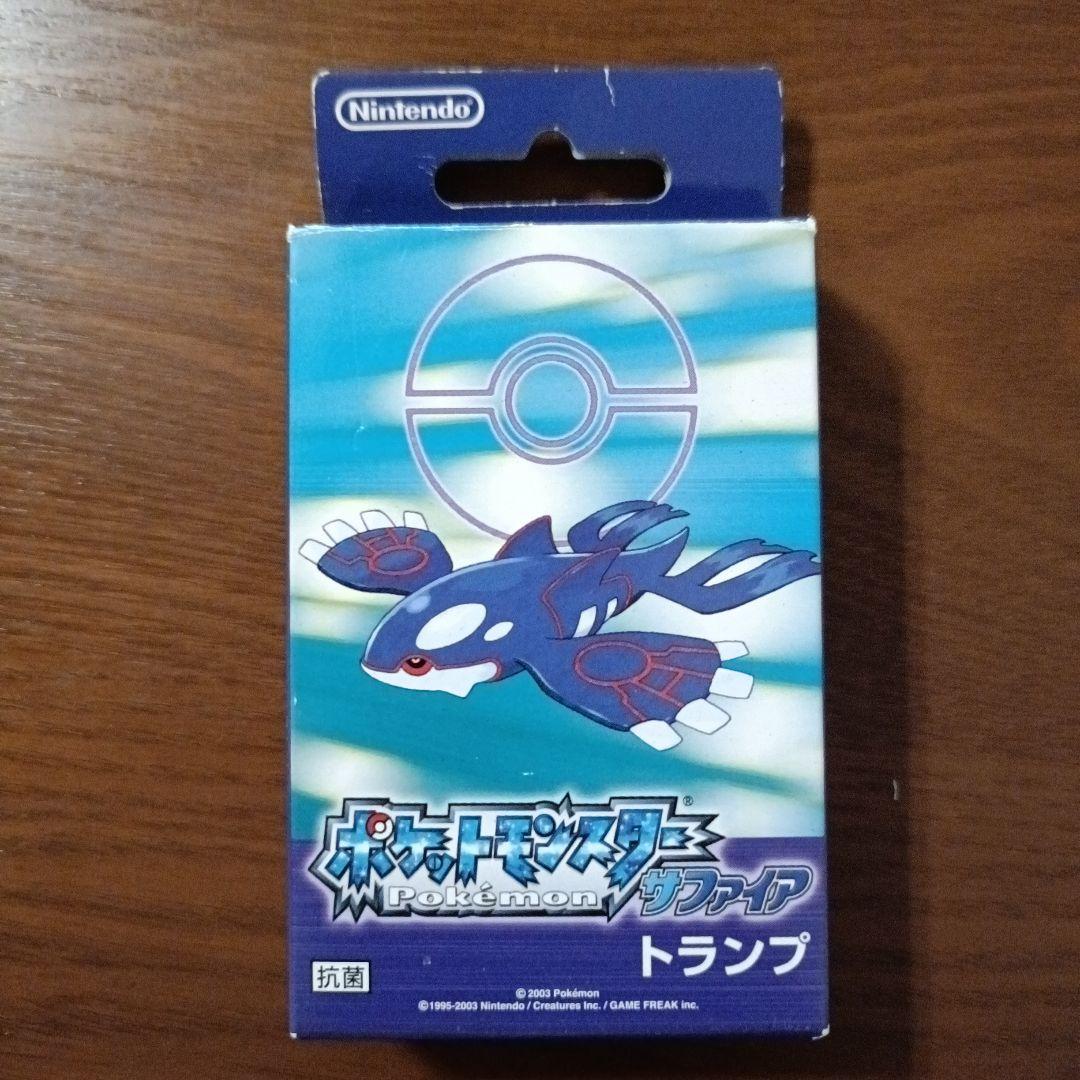 Nintendo®
ポケットモンスター®
Pokémon
サファイア
トランプ
抗菌
© 2003 Pokémon
©1995-2003 Nintendo / Creatures Inc. / GAME FREAK inc.